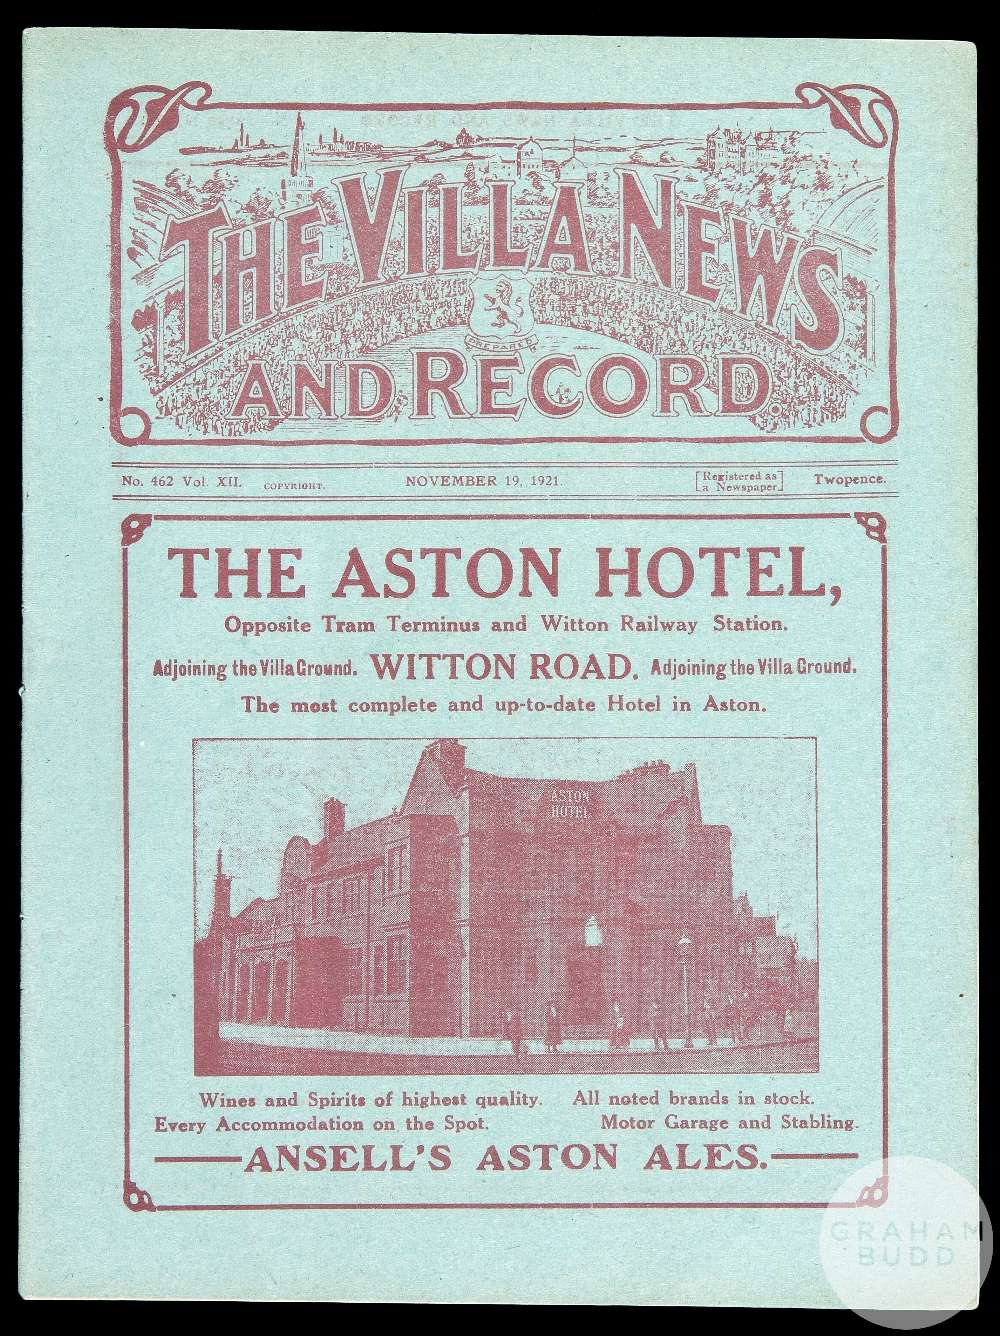 THE VILLA NEWS
PREPARED
AND RECORD.
No. 462 Vol. XII. COPYRIGHT. NOVEMBER 19, 1921. [Registered as a Newspaper] Twopence.
THE ASTON HOTEL,
Opposite Tram Terminus and Witton Railway Station.
Adjoining the Villa Ground. WITTON ROAD. Adjoining the Villa Ground.
The most complete and up-to-date Hotel in Aston.
ASTON
HOTEL
Wines and Spirits of highest quality. All noted brands in stock.
Every Accommodation on the Spot. Motor Garage and Stabling.
ANSELL'S ASTON ALES.
GRAHAM
BUDD